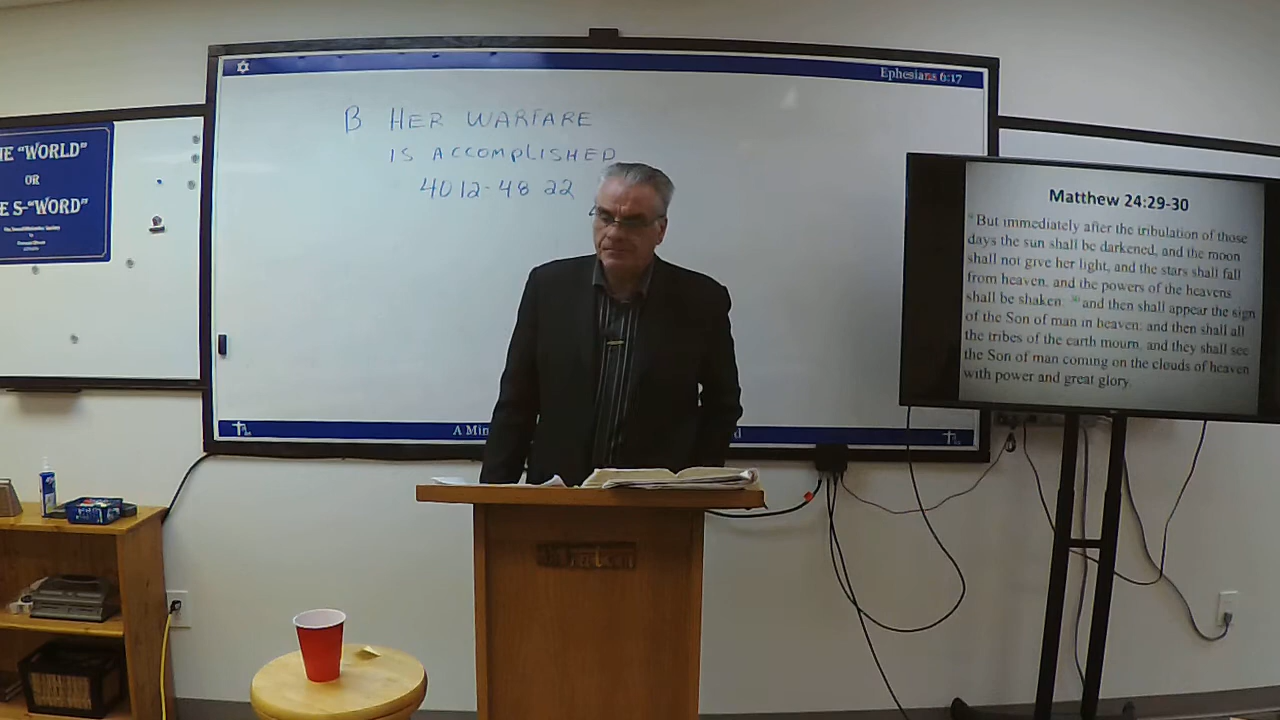 HE "WORLD"
OR
E S-"WORD"
Ephesians 6:17
B HER WARFARE
IS ACCOMPLISHED
40 12-48 22
A Min
d
Matthew 24:29-30
But immediately after the tribulation of those
days the sun shall be darkened, and the moon
shall not give her light, and the stars shall fall
from heaven, and the powers of the heavens
shall be shaken: 30 and then shall appear the sign
of the Son of man in heaven: and then shall all
the tribes of the earth mourn, and they shall see
the Son of man coming on the clouds of heaven
with power and great glory.